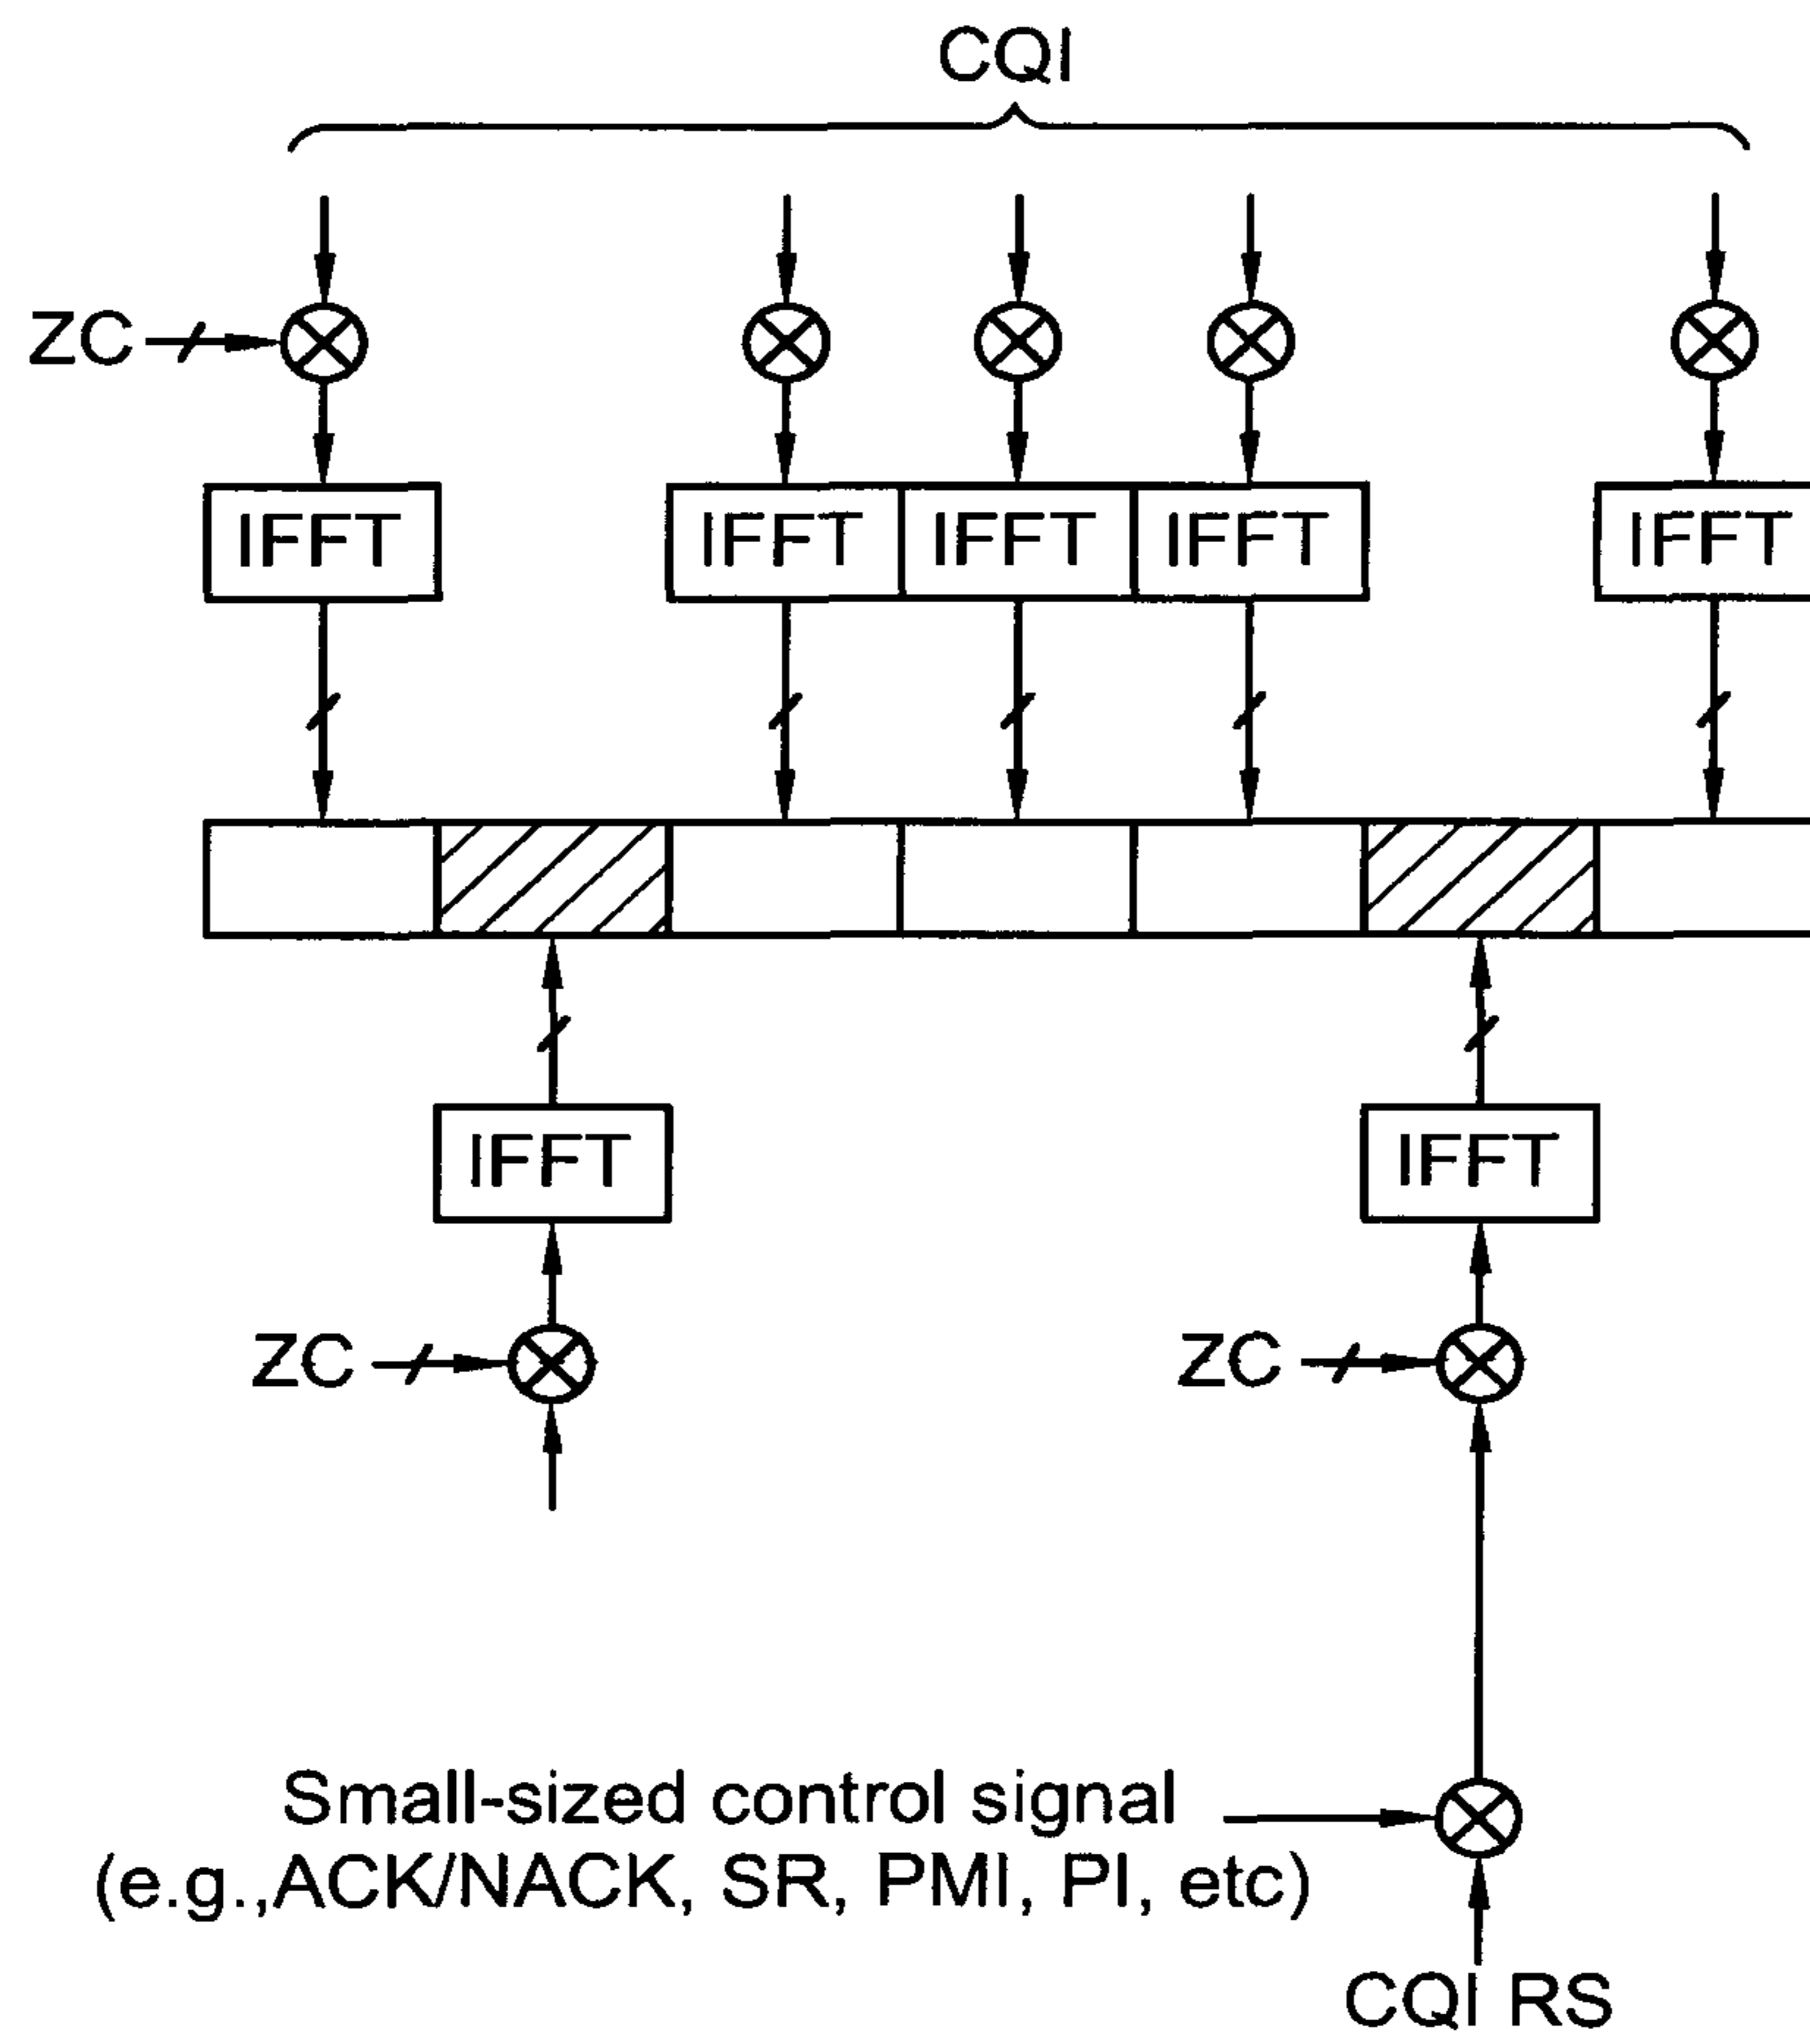 CQI
ZC
IFFT IFFT IFFT IFFT IFFT
IFFT IFFT
ZC ZC
Small-sized control signal
(e.g.,ACK/NACK, SR, PMI, PI, etc)
CQI RS